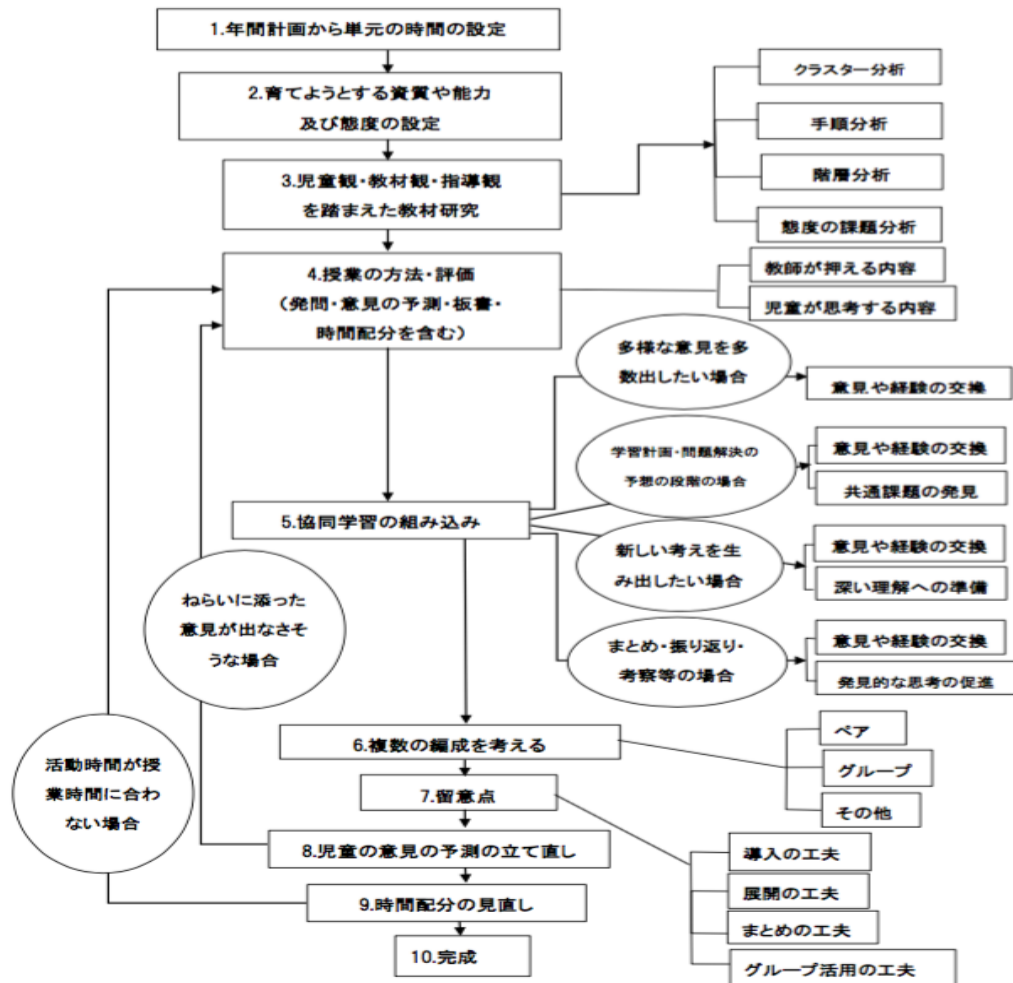 1.年間計画から単元の時間の設定
2.育てようとする資質や能力
及び態度の設定
3.児童観・教材観・指導観
を踏まえた教材研究
クラスター分析
手順分析
階層分析
態度の課題分析
4.授業の方法・評価
(発問・意見の予測・板書・
時間配分を含む)
教師が押える内容
児童が思考する内容
多様な意見を多
数出したい場合
意見や経験の交換
学習計画・問題解決の
予想の段階の場合
意見や経験の交換
共通課題の発見
5.協同学習の組み込み
新しい考えを生
み出したい場合
意見や経験の交換
深い理解への準備
まとめ・振り返り・
考察等の場合
意見や経験の交換
発見的な思考の促進
ねらいに添った
意見が出なさそ
うな場合
活動時間が授
業時間に合わ
ない場合
6.複数の編成を考える
ペア
グループ
その他
7.留意点
導入の工夫
展開の工夫
まとめの工夫
グループ活用の工夫
8.児童の意見の予測の立て直し
9.時間配分の見直し
10.完成